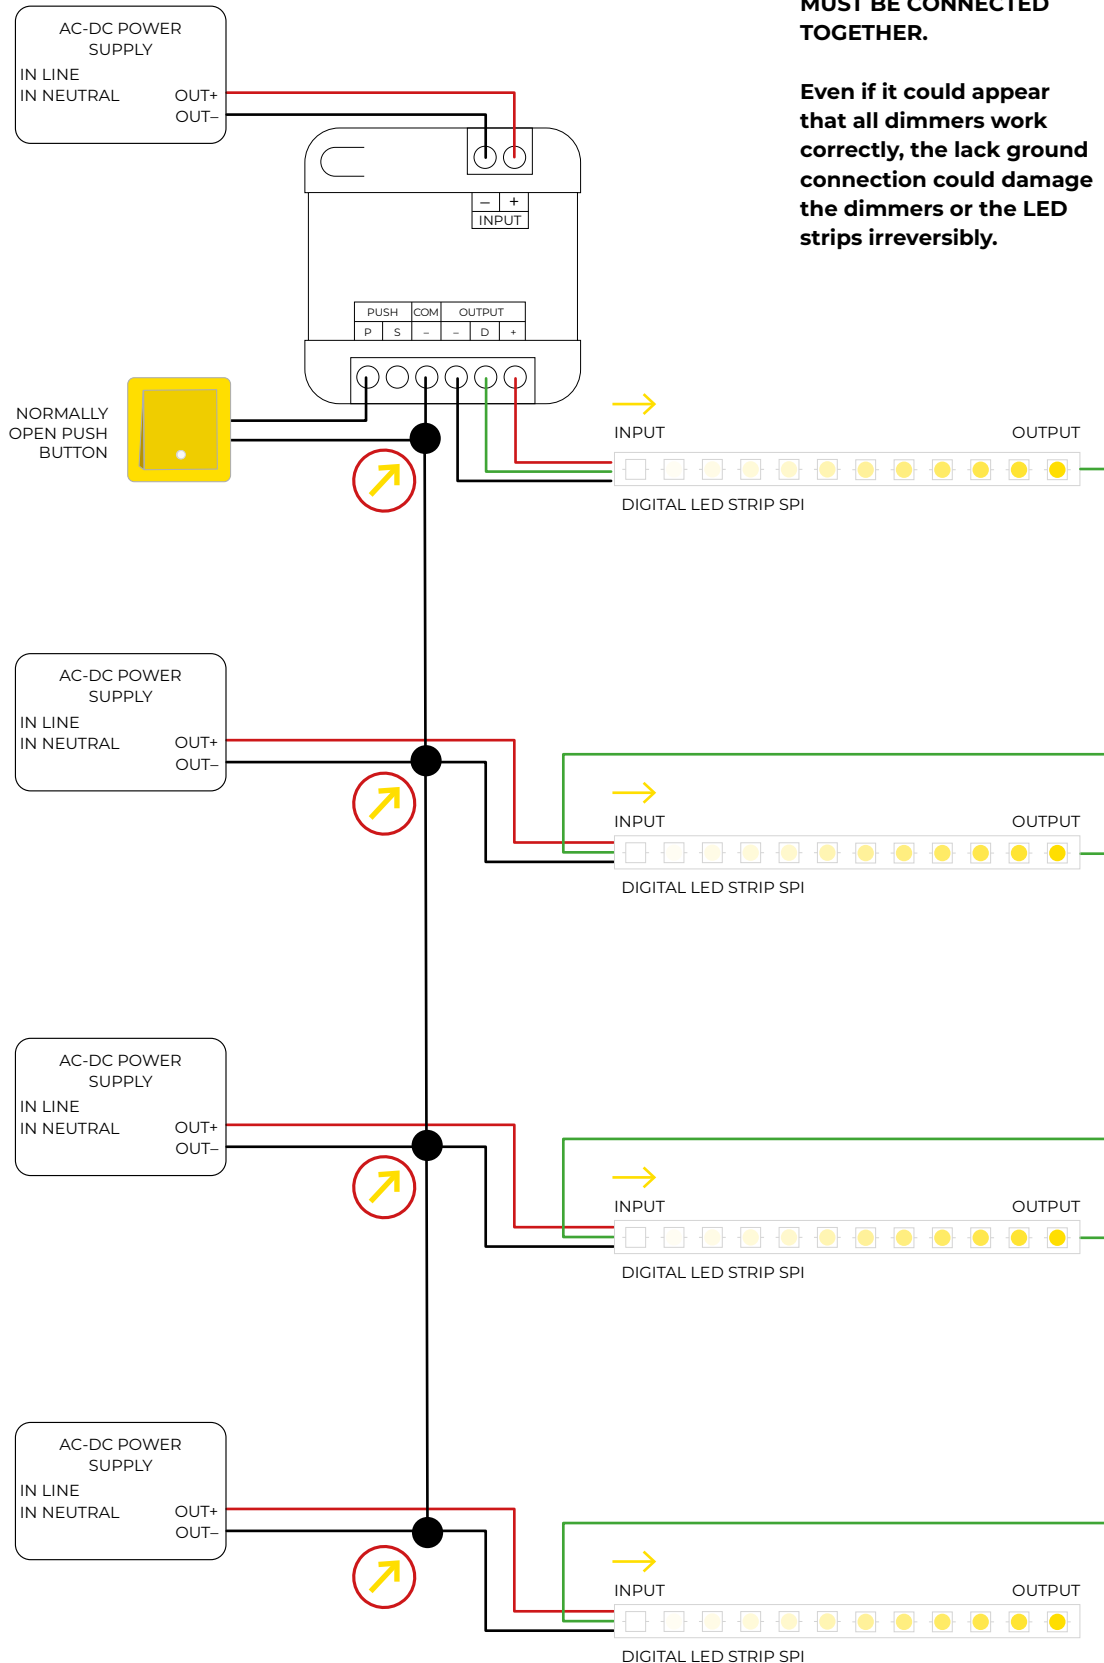 MUST BE CONNECTED
TOGETHER.
Even if it could appear
that all dimmers work
correctly, the lack ground
connection could damage
the dimmers or the LED
strips irreversibly.
AC-DC POWER
SUPPLY
IN LINE
IN NEUTRAL OUT+
OUT–
– +
INPUT
PUSH COM OUTPUT
P S – – D +
NORMALLY
OPEN PUSH
BUTTON
INPUT OUTPUT
DIGITAL LED STRIP SPI
AC-DC POWER
SUPPLY
IN LINE
IN NEUTRAL OUT+
OUT–
INPUT OUTPUT
DIGITAL LED STRIP SPI
AC-DC POWER
SUPPLY
IN LINE
IN NEUTRAL OUT+
OUT–
INPUT OUTPUT
DIGITAL LED STRIP SPI
AC-DC POWER
SUPPLY
IN LINE
IN NEUTRAL OUT+
OUT–
INPUT OUTPUT
DIGITAL LED STRIP SPI